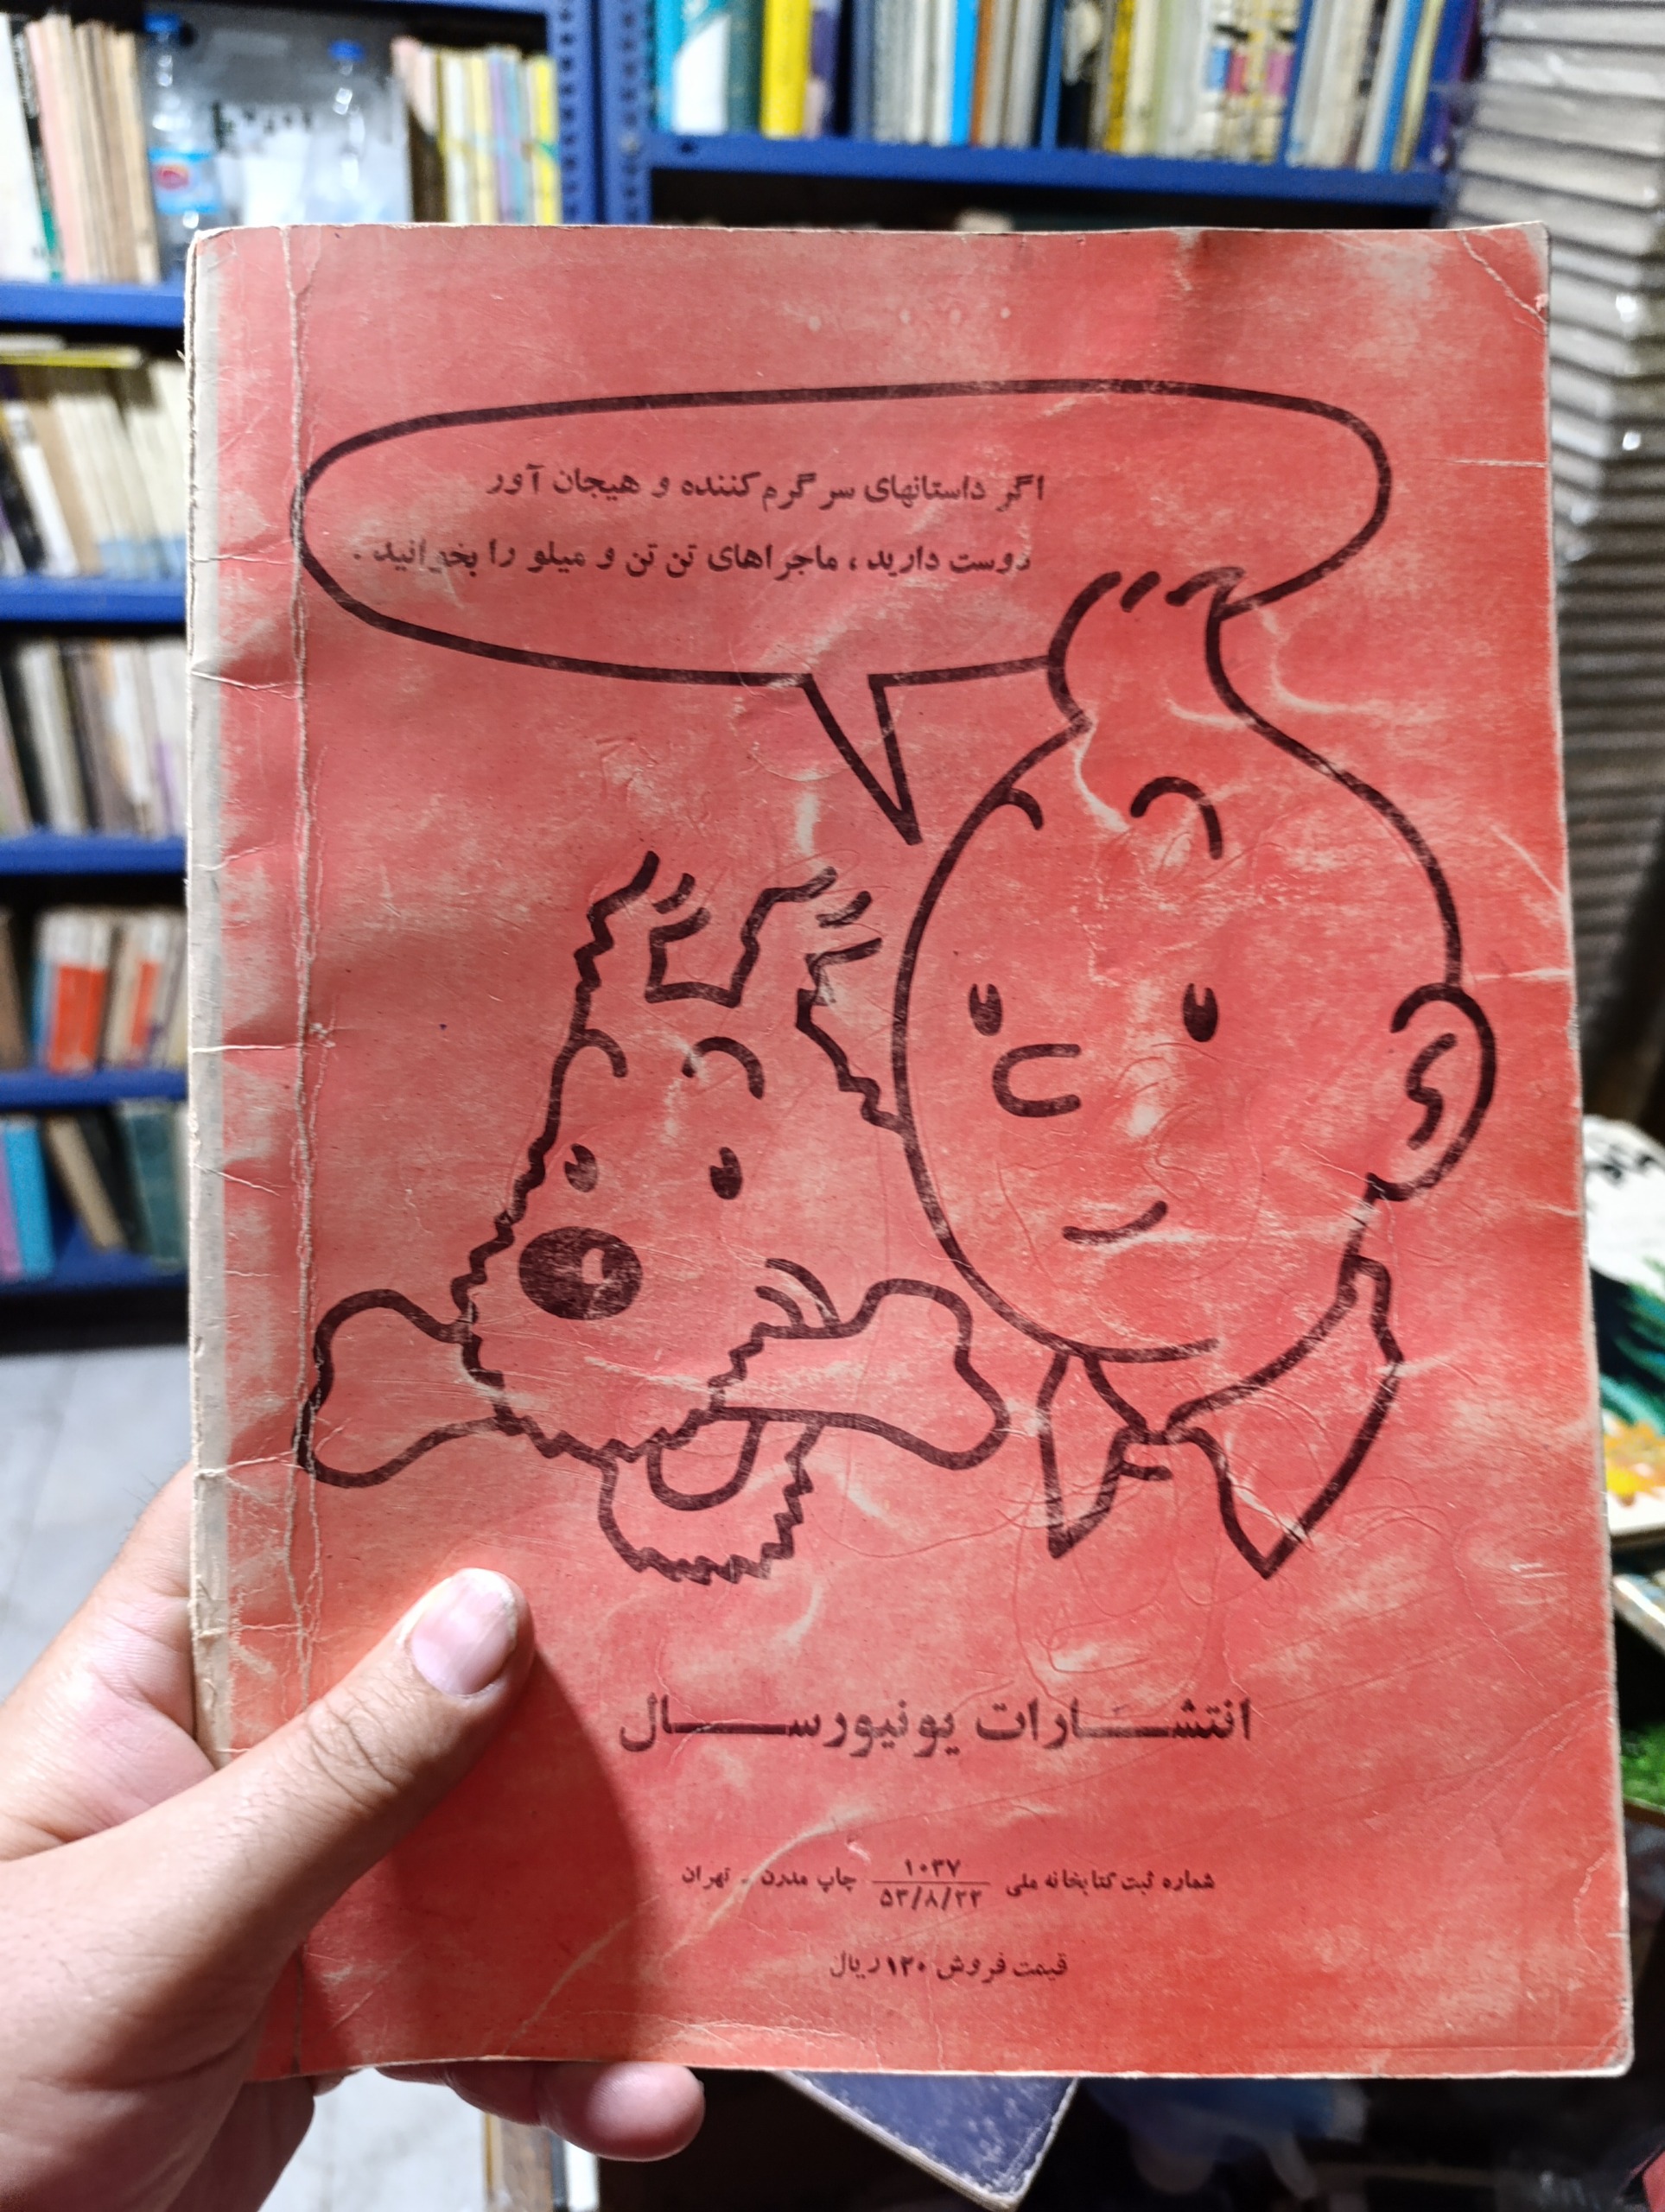 اگر داستانهای سرگرم کننده و هیجان آور
دوست دارید ، ماجراهای تن تن و میلو را بخوانید .
انتشارات یونیورسال
شماره ثبت کتابخانه ملی ۱۰۳۷ / ۵۳/۸/۲۲ چاپ مدرن - تهران
قیمت فروش ۱۲۰ ریال